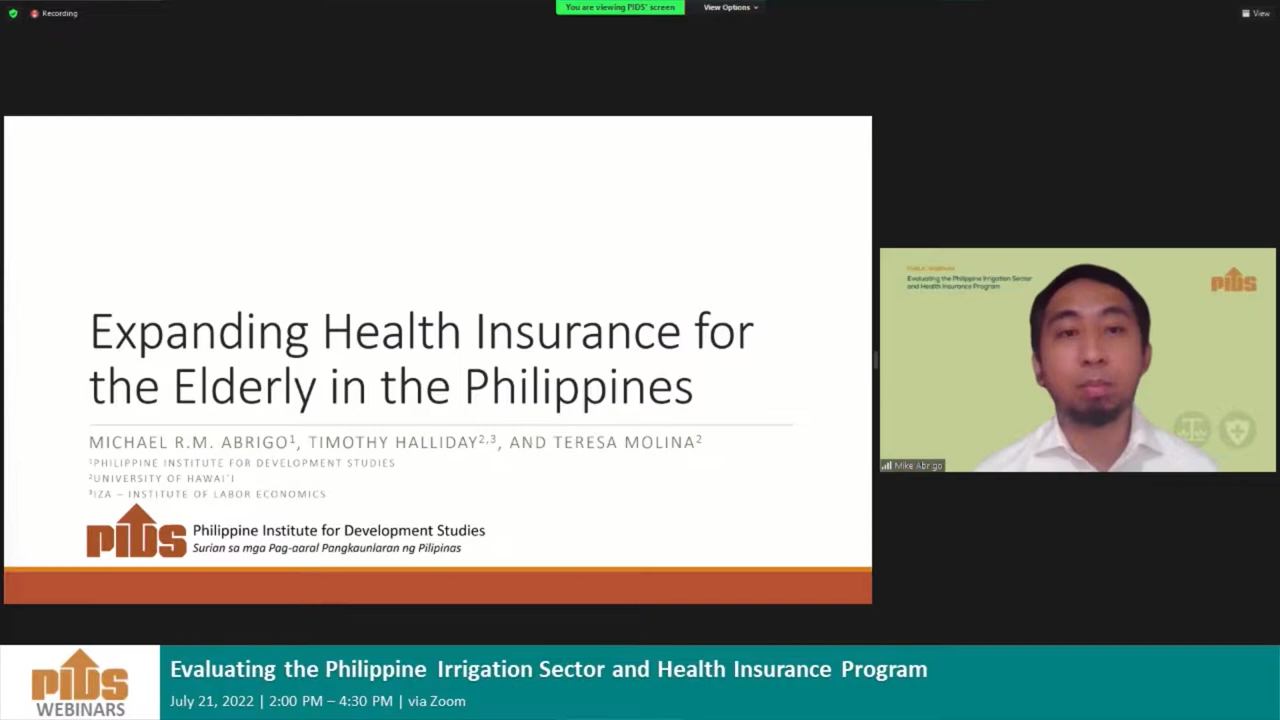 Recording
You are viewing PIDS' screen
View Options
View
Expanding Health Insurance for
the Elderly in the Philippines
MICHAEL R.M. ABRIGO¹, TIMOTHY HALLIDAY²,³, AND TERESA MOLINA²
¹PHILIPPINE INSTITUTE FOR DEVELOPMENT STUDIES
²UNIVERSITY OF HAWAI'I
³IZA – INSTITUTE OF LABOR ECONOMICS
PIDS
Philippine Institute for Development Studies
Surian sa mga Pag-aaral Pangkaunlaran ng Pilipinas
PUBLIC WEBINAR
Evaluating the Philippine Irrigation Sector
and Health Insurance Program
PIDS
Mike Abrigo
PIDS
WEBINARS
Evaluating the Philippine Irrigation Sector and Health Insurance Program
July 21, 2022 | 2:00 PM – 4:30 PM | via Zoom